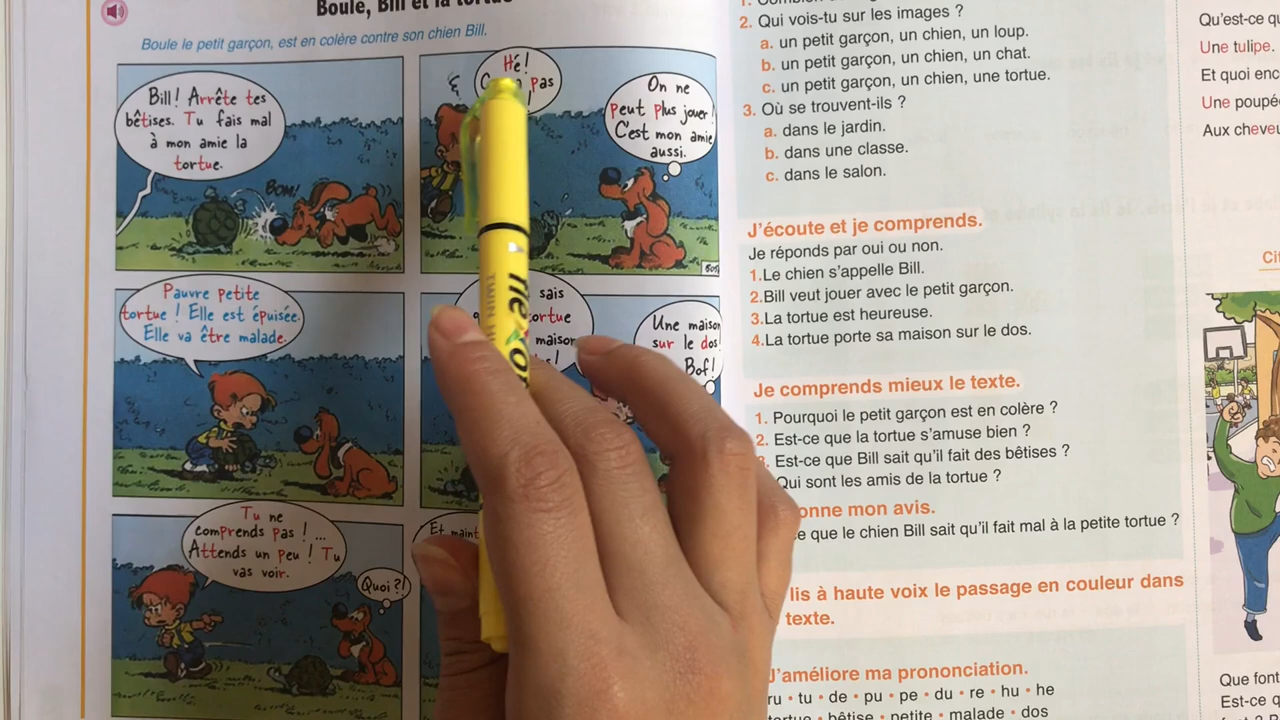 Boule, Bill et la
Boule le petit garçon, est en colère contre son chien Bill.
Bill! Arrête tes
bêtises. Tu fais mal
à mon amie la
tortue.
BOM!
Hé!
pas
On ne
peut plus jouer!
C'est mon amie
aussi.
Pauvre petite
tortue! Elle est épuisée.
Elle va être malade.
sais
tortue
maison
Une maison
sur le dos!
Bof!
Tu ne
comprends pas!...
Attends un peu! Tu
vas voir.
Quoi?!
Et maint
TWIN
2. Qui vois-tu sur les images ?
a. un petit garçon, un chien, un loup.
b. un petit garçon, un chien, un chat.
c. un petit garçon, un chien, une tortue.
3. Où se trouvent-ils ?
a. dans le jardin.
b. dans une classe.
c. dans le salon.
J'écoute et je comprends.
Je réponds par oui ou non.
1.Le chien s'appelle Bill.
2.Bill veut jouer avec le petit garçon.
3.La tortue est heureuse.
4.La tortue porte sa maison sur le dos.
Je comprends mieux le texte.
1. Pourquoi le petit garçon est en colère ?
2. Est-ce que la tortue s'amuse bien ?
Est-ce que Bill sait qu'il fait des bêtises ?
Qui sont les amis de la tortue ?
onne mon avis.
e que le chien Bill sait qu'il fait mal à la petite tortue ?
lis à haute voix le passage en couleur dans
texte.
J'améliore ma prononciation.
ru • tu • de • pu • pe • du • re • hu • he
tortue • bêtise • petite • malade • dos
Qu'est-ce qu
Une tulipe.
Et quoi enc
Une poupé
Aux cheve
Que font
Est-ce q